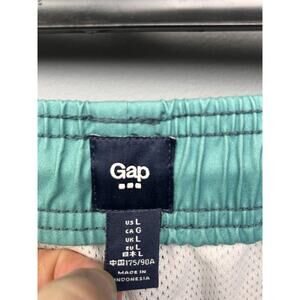 Gap
US L
CA G
UK L
EU L
日本 L
中国 175/90A
MADE IN
INDONESIA